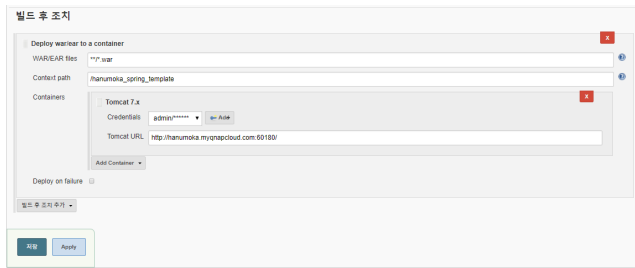 빌드 후 조치
Deploy war/ear to a container
x
WAR/EAR files
**/*.war
Context path
/hanumoka_spring_template
Containers
Tomcat 7.x
x
Credentials
admin/******
Add
Tomcat URL
http://hanumoka.myqnapcloud.com:60180/
Add Container
Deploy on failure
빌드 후 조치 추가
저장
Apply